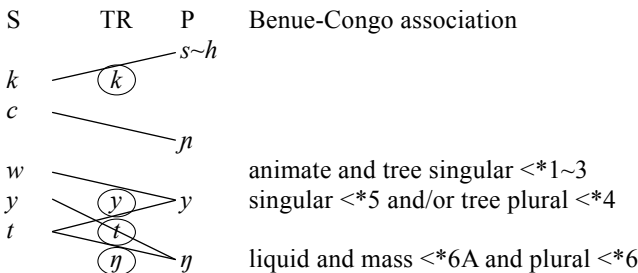 S TR P Benue-Congo association
s~h
k k
c
ɲ
w animate and tree singular <*1~3
y y y singular <*5 and/or tree plural <*4
t t
ŋ ŋ liquid and mass <*6A and plural <*6